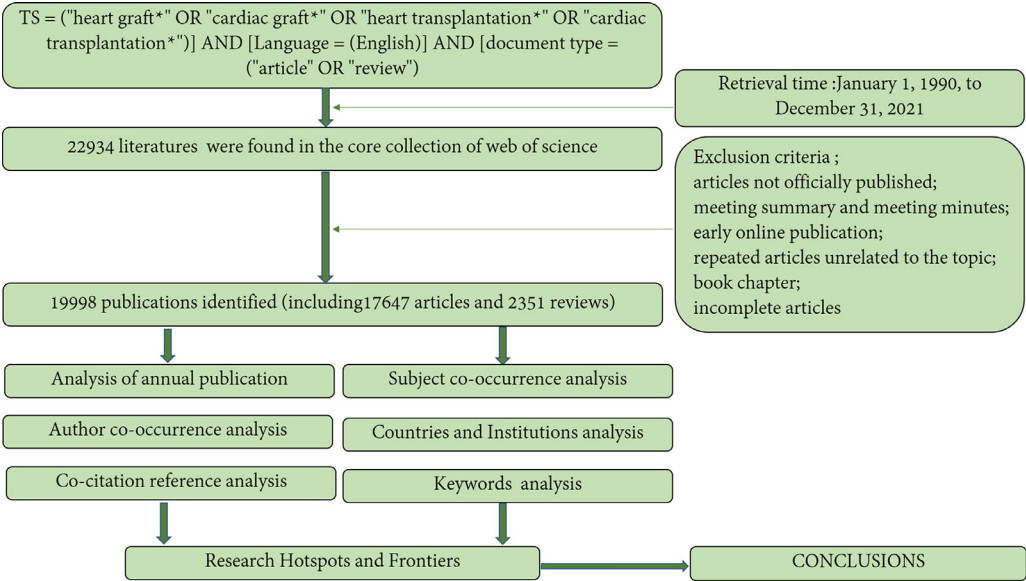 TS = ("heart graft*" OR "cardiac graft*" OR "heart transplantation*" OR "cardiac
transplantation*")] AND [Language = (English)] AND [document type =
("article" OR "review")
Retrieval time :January 1, 1990, to
December 31, 2021
22934 literatures were found in the core collection of web of science
Exclusion criteria ;
articles not officially published;
meeting summary and meeting minutes;
early online publication;
repeated articles unrelated to the topic;
book chapter;
incomplete articles
19998 publications identified (including17647 articles and 2351 reviews)
Analysis of annual publication
Subject co-occurrence analysis
Author co-occurrence analysis
Countries and Institutions analysis
Co-citation reference analysis
Keywords analysis
Research Hotspots and Frontiers
CONCLUSIONS